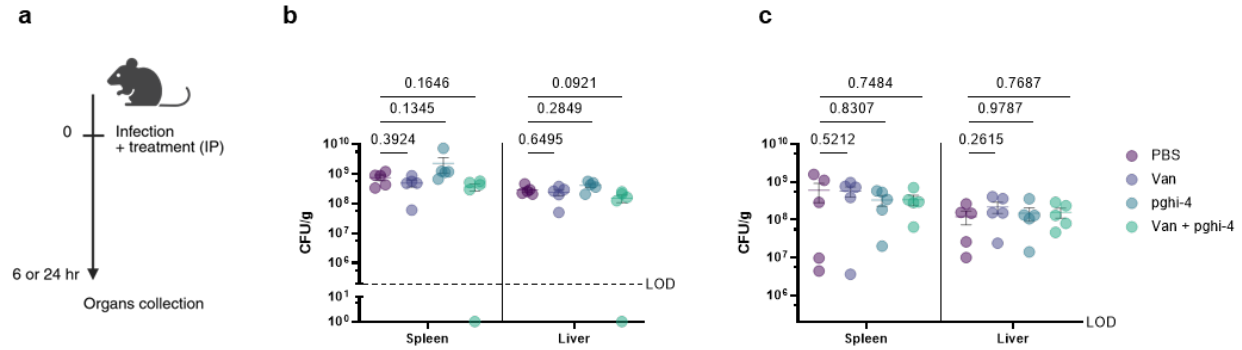 a
0
Infection
+ treatment (IP)
6 or 24 hr
Organs collection
b
0.1646
0.0921
0.1345
0.2849
0.3924
0.6495
CFU/g
10¹⁰
10⁹
10⁸
10⁷
10⁶
10¹
10⁰
LOD
Spleen
Liver
c
0.7484
0.7687
0.8307
0.9787
0.5212
0.2615
CFU/g
10¹⁰
10⁹
10⁸
10⁷
10⁶
LOD
Spleen
Liver
PBS
Van
pghi-4
Van + pghi-4